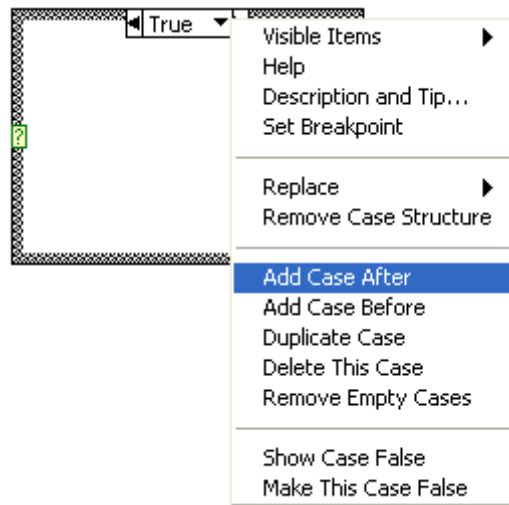 True
?
Visible Items
Help
Description and Tip...
Set Breakpoint
Replace
Remove Case Structure
Add Case After
Add Case Before
Duplicate Case
Delete This Case
Remove Empty Cases
Show Case False
Make This Case False